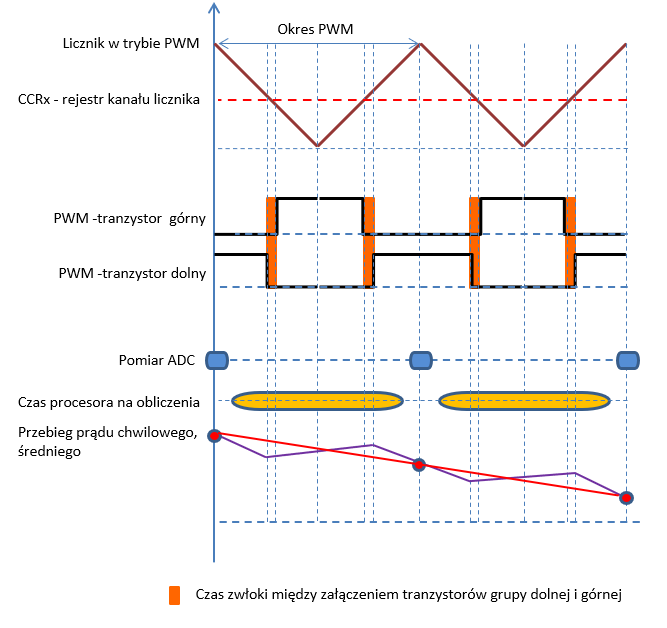 Okres PWM
Licznik w trybie PWM
CCRx - rejestr kanału licznika
PWM -tranzystor  górny
PWM -tranzystor dolny
Pomiar ADC
Czas procesora na obliczenia
Przebieg prądu chwilowego,
średniego
Czas zwłoki między załączeniem tranzystorów grupy dolnej i górnej